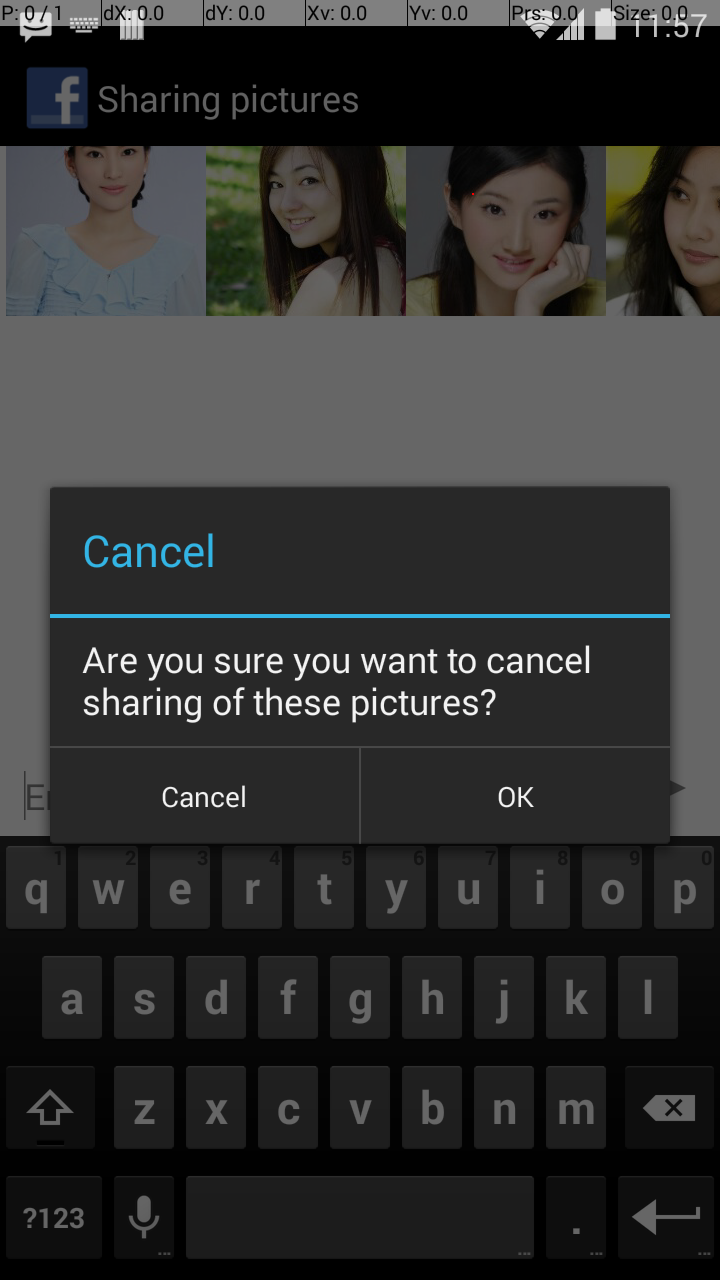 P: 0 / 1 dX: 0.0 dY: 0.0 Xv: 0.0 Yv: 0.0 Prs: 0.0 Size: 0.0
11:57
f Sharing pictures
Cancel
Are you sure you want to cancel
sharing of these pictures?
Cancel OK
1 2 3 4 5 6 7 8 9 0
q w e r t y u i o p
a s d f g h j k l
z x c v b n m
?123 .